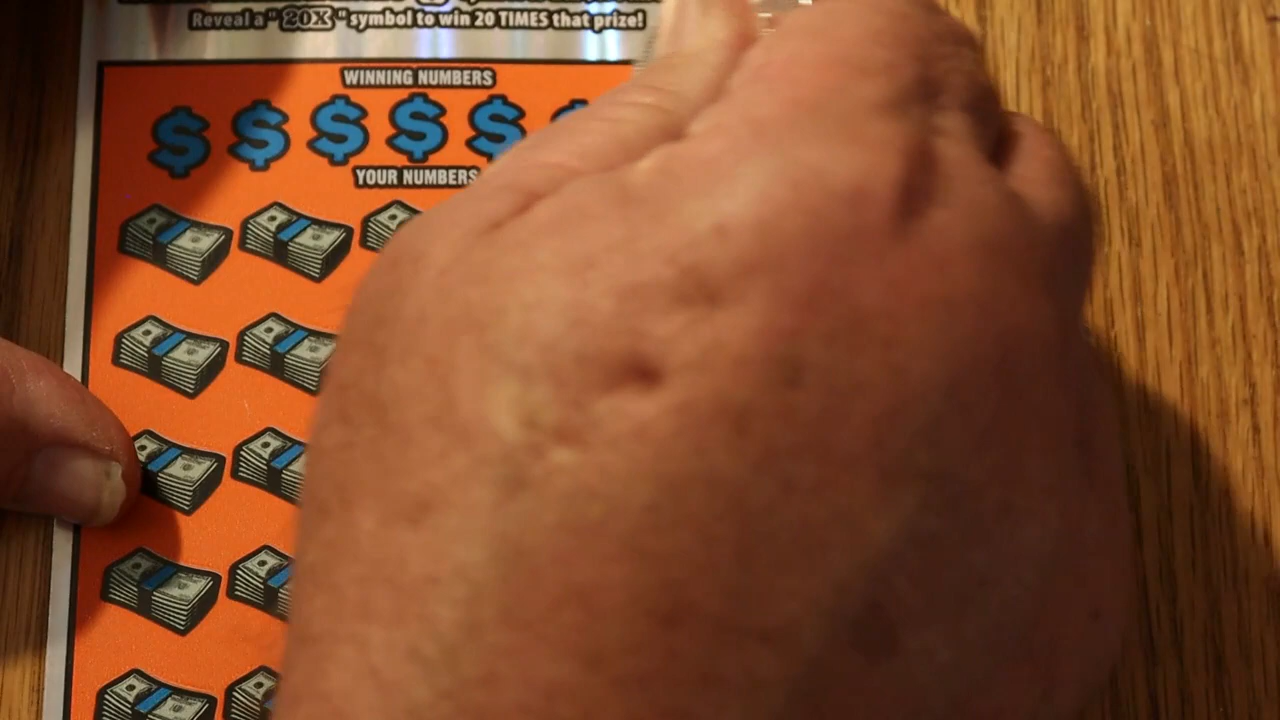 Reveal a "20X" symbol to win 20 TIMES that prize!
WINNING NUMBERS
$ $ $ $ $
YOUR NUMBERS